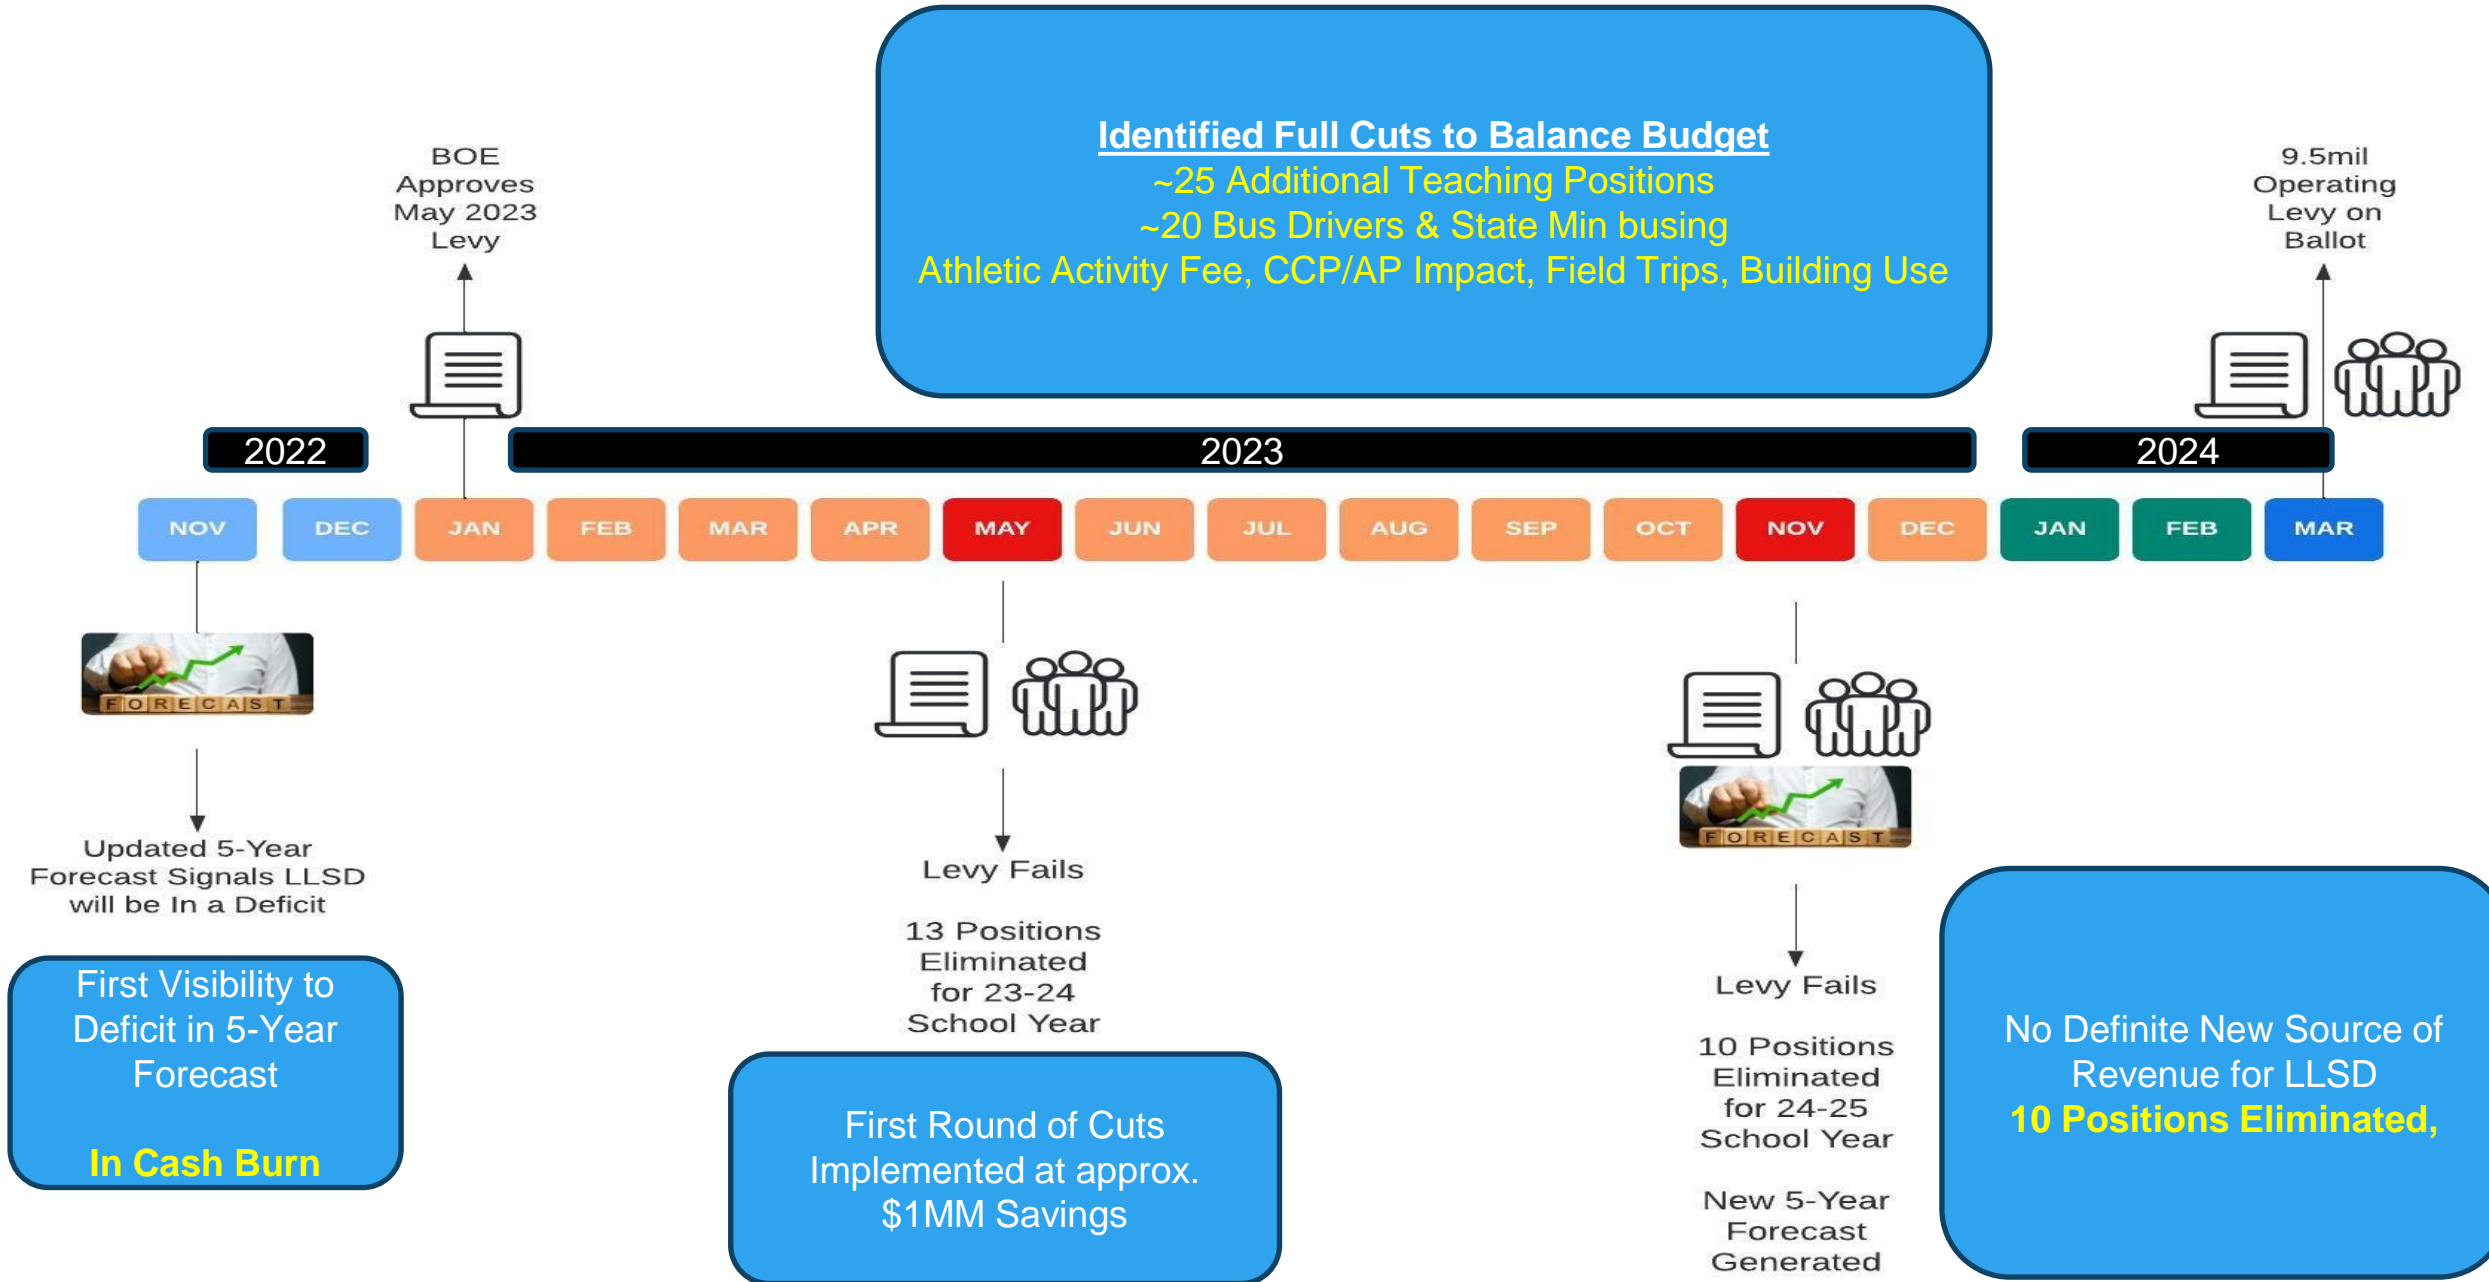 Identified Full Cuts to Balance Budget
~25 Additional Teaching Positions
~20 Bus Drivers & State Min busing
Athletic Activity Fee, CCP/AP Impact, Field Trips, Building Use
BOE
Approves
May 2023
Levy
9.5mil
Operating
Levy on
Ballot
2022
2023
2024
NOV
DEC
JAN
FEB
MAR
APR
MAY
JUN
JUL
AUG
SEP
OCT
NOV
DEC
JAN
FEB
MAR
FORECAST
Updated 5-Year
Forecast Signals LLSD
will be In a Deficit
First Visibility to
Deficit in 5-Year
Forecast
In Cash Burn
Levy Fails
13 Positions
Eliminated
for 23-24
School Year
First Round of Cuts
Implemented at approx.
$1MM Savings
FORECAST
Levy Fails
10 Positions
Eliminated
for 24-25
School Year
New 5-Year
Forecast
Generated
No Definite New Source of
Revenue for LLSD
10 Positions Eliminated,